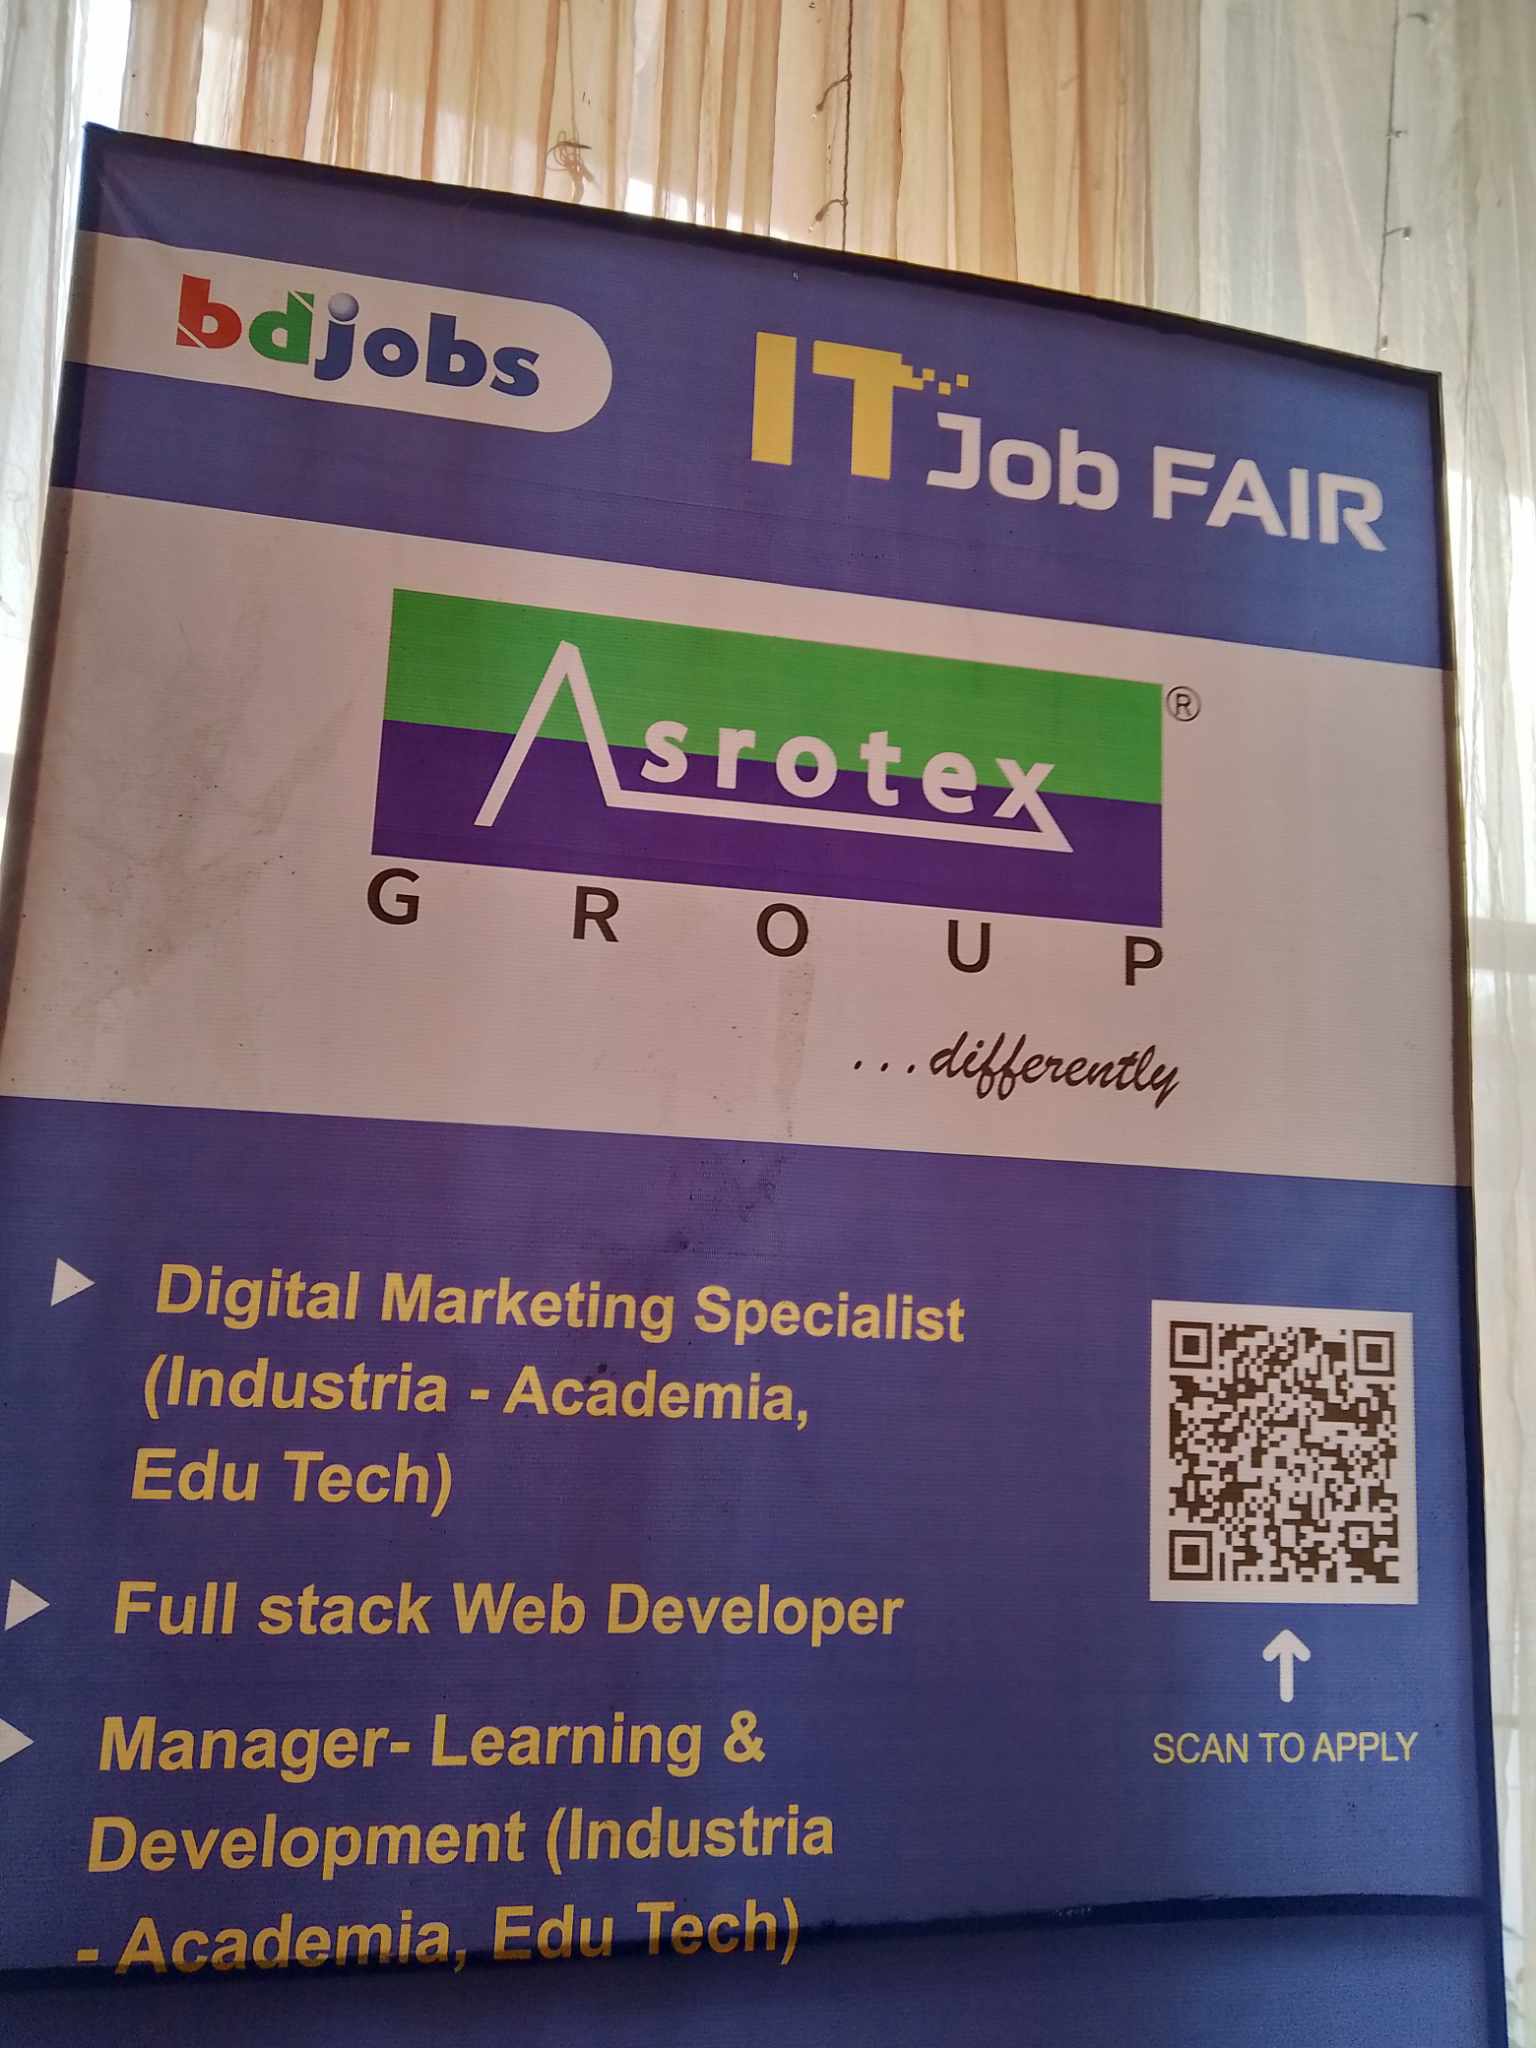 bdjobs
IT Job FAIR
Asrotex ®
GROUP
...differently
Digital Marketing Specialist
(Industria - Academia,
Edu Tech)
Full stack Web Developer
Manager- Learning &
Development (Industria
- Academia, Edu Tech)
SCAN TO APPLY